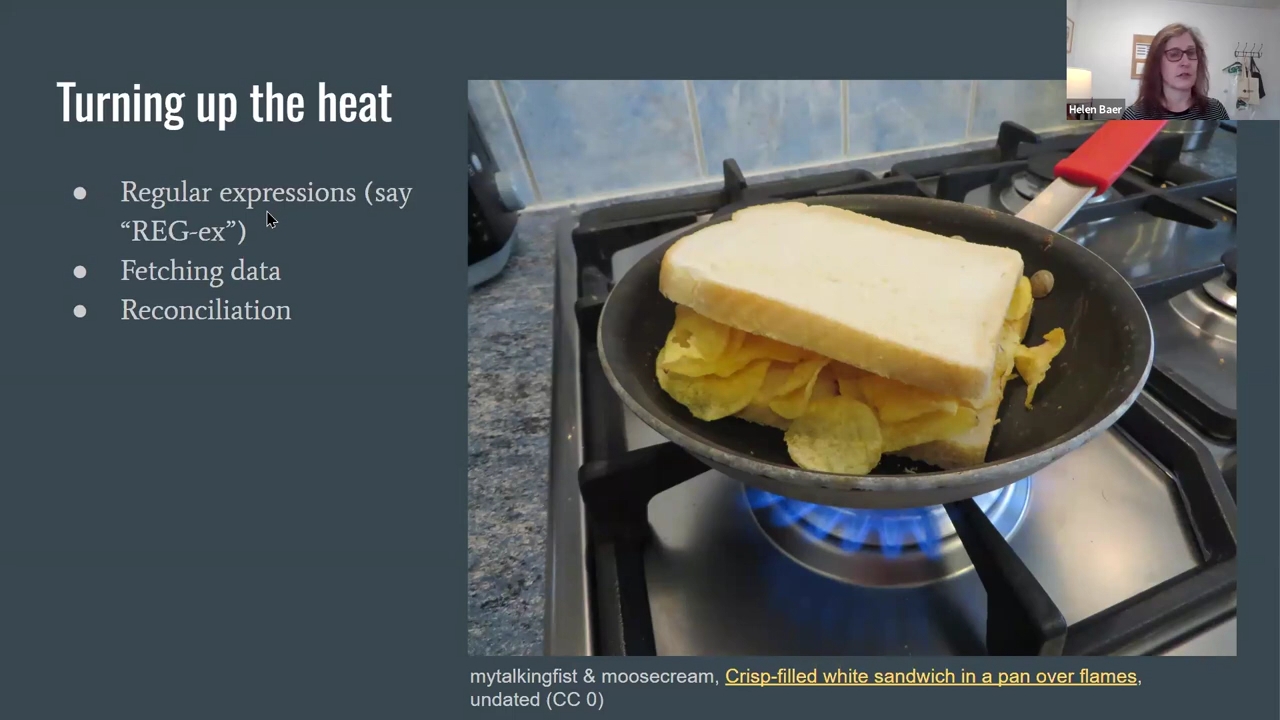 Turning up the heat
● Regular expressions (say
“REG-ex”)
● Fetching data
● Reconciliation
Helen Baer
mytalkingfist & moosecream, Crisp-filled white sandwich in a pan over flames,
undated (CC 0)